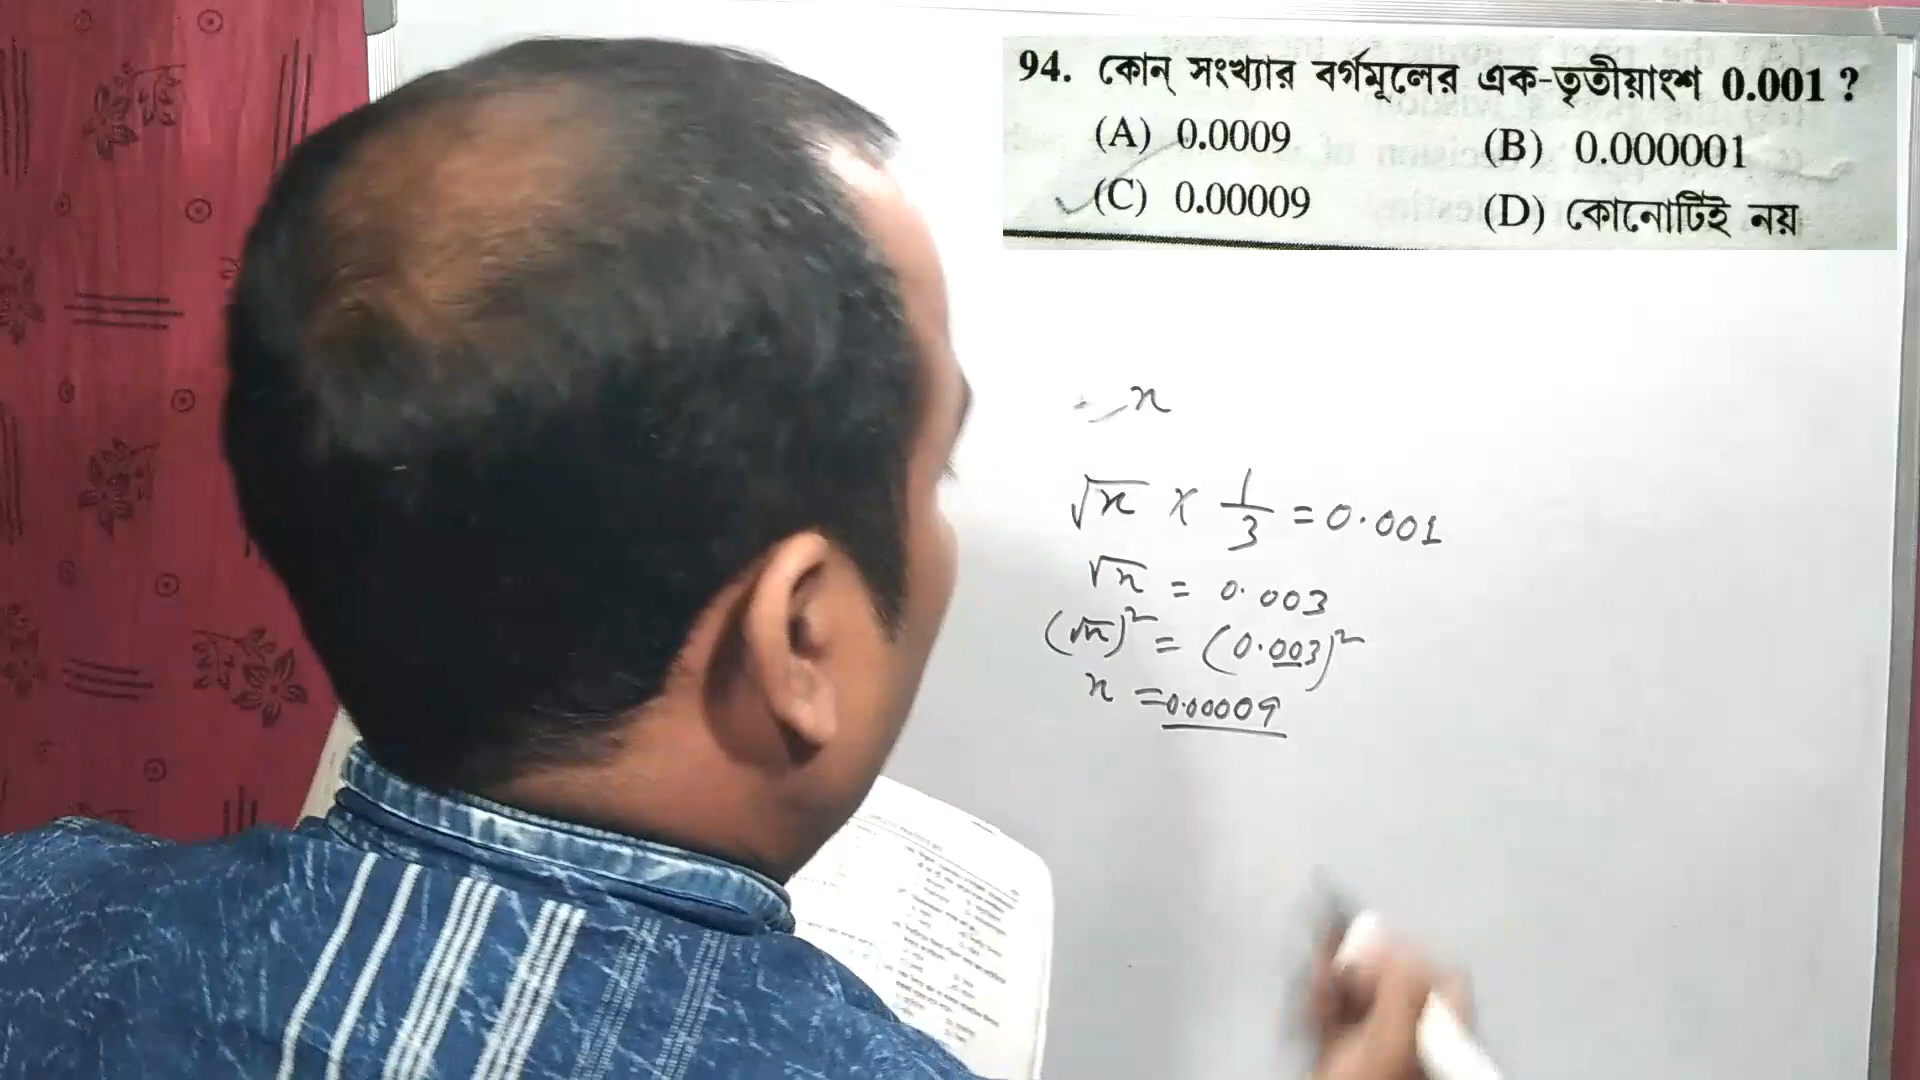 94. কোন্ সংখ্যার বর্গমূলের এক-তৃতীয়াংশ 0.001 ?
(A) 0.0009 (B) 0.000001
(C) 0.00009 (D) কোনোটিই নয়
x
√x × 1/3 = 0.001
√x = 0.003
(√x)² = (0.003)²
x = 0.00009